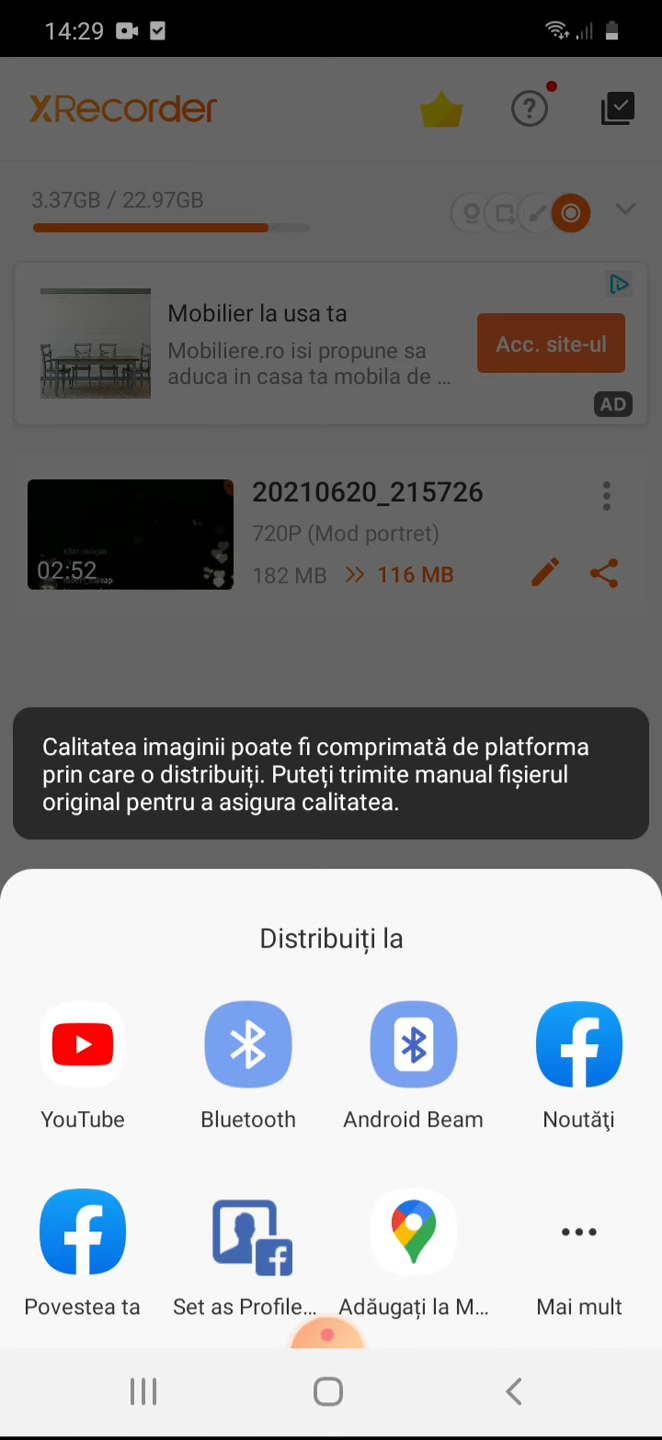 14:29
XRecorder
3.37GB / 22.97GB
Mobilier la usa ta
Mobiliere.ro isi propune sa
aduca in casa ta mobila de ...
Acc. site-ul
AD
20210620_215726
720P (Mod portret)
02:52
182 MB >> 116 MB
Calitatea imaginii poate fi comprimată de platforma
prin care o distribuiți. Puteți trimite manual fișierul
original pentru a asigura calitatea.
Distribuiți la
YouTube
Bluetooth
Android Beam
Noutăţi
Povestea ta
Set as Profile...
Adăugați la M...
Mai mult